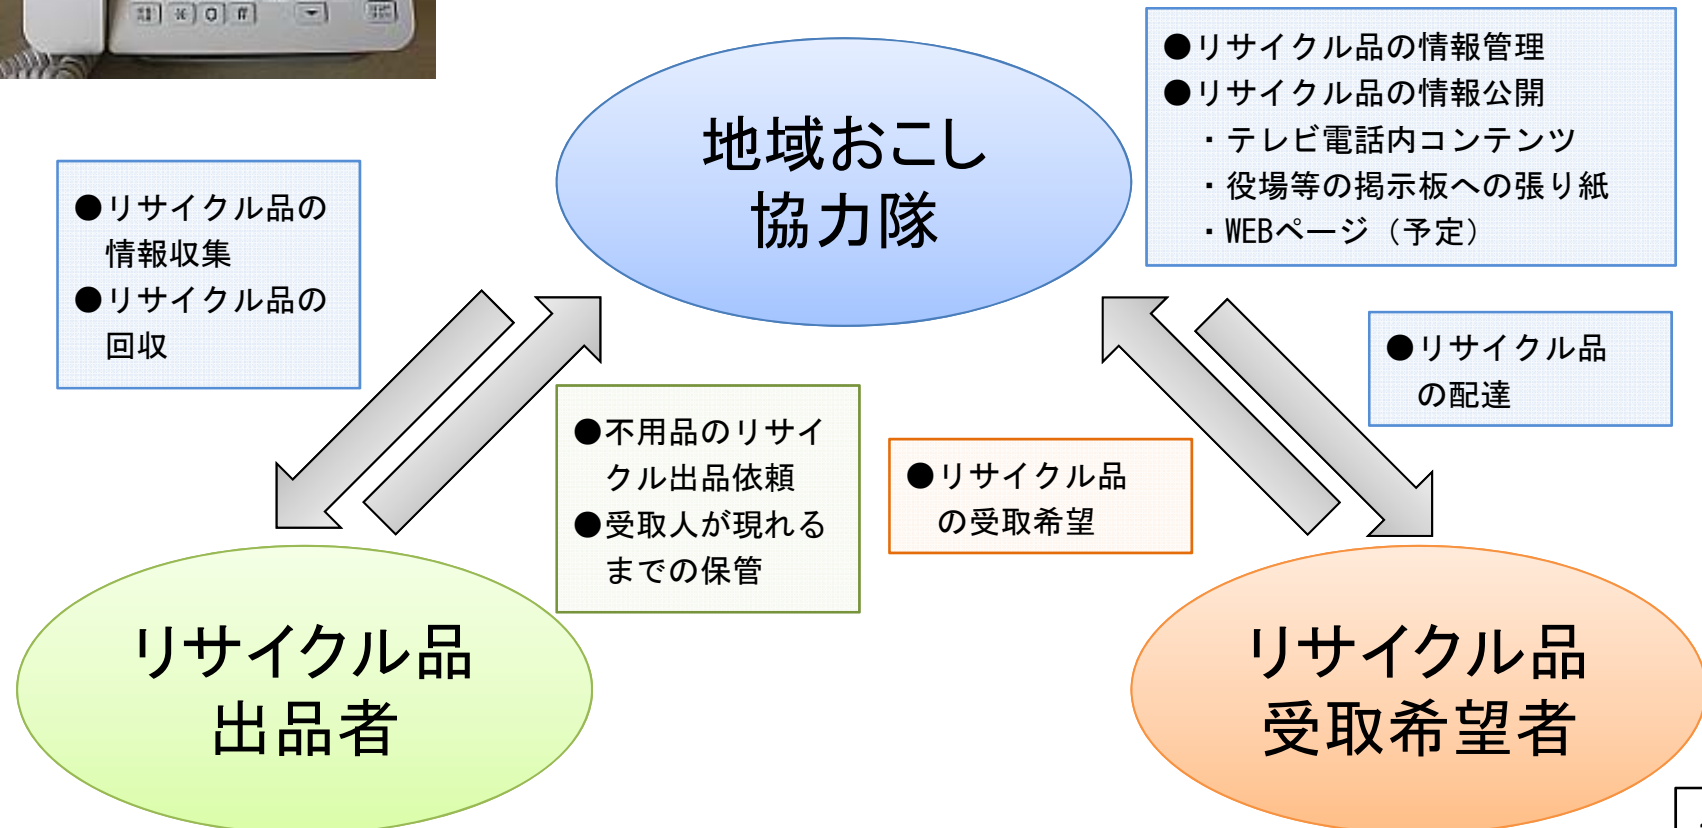 地域おこし
協力隊
●リサイクル品の情報管理
●リサイクル品の情報公開
・テレビ電話内コンテンツ
・役場等の掲示板への張り紙
・WEBページ（予定）
●リサイクル品の
情報収集
●リサイクル品の
回収
●リサイクル品
の配達
●不用品のリサイ
クル出品依頼
●受取人が現れる
までの保管
●リサイクル品
の受取希望
リサイクル品
出品者
リサイクル品
受取希望者